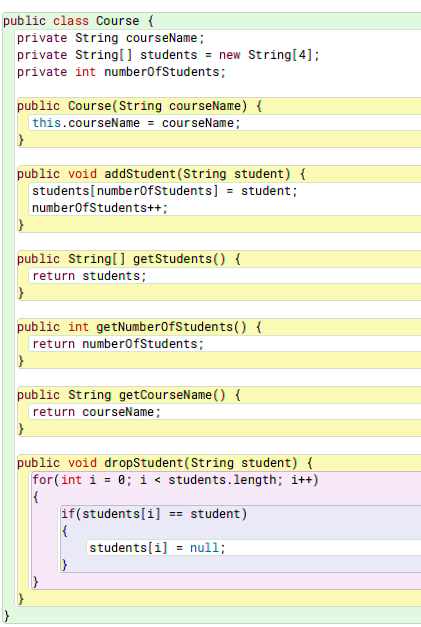 public class Course {
private String courseName;
private String[] students = new String[4];
private int numberOfStudents;
public Course(String courseName) {
this.courseName = courseName;
}
public void addStudent(String student) {
students[numberOfStudents] = student;
numberOfStudents++;
}
public String[] getStudents() {
return students;
}
public int getNumberOfStudents() {
return numberOfStudents;
}
public String getCourseName() {
return courseName;
}
public void dropStudent(String student) {
for(int i = 0; i < students.length; i++)
{
if(students[i] == student)
{
students[i] = null;
}
}
}
}